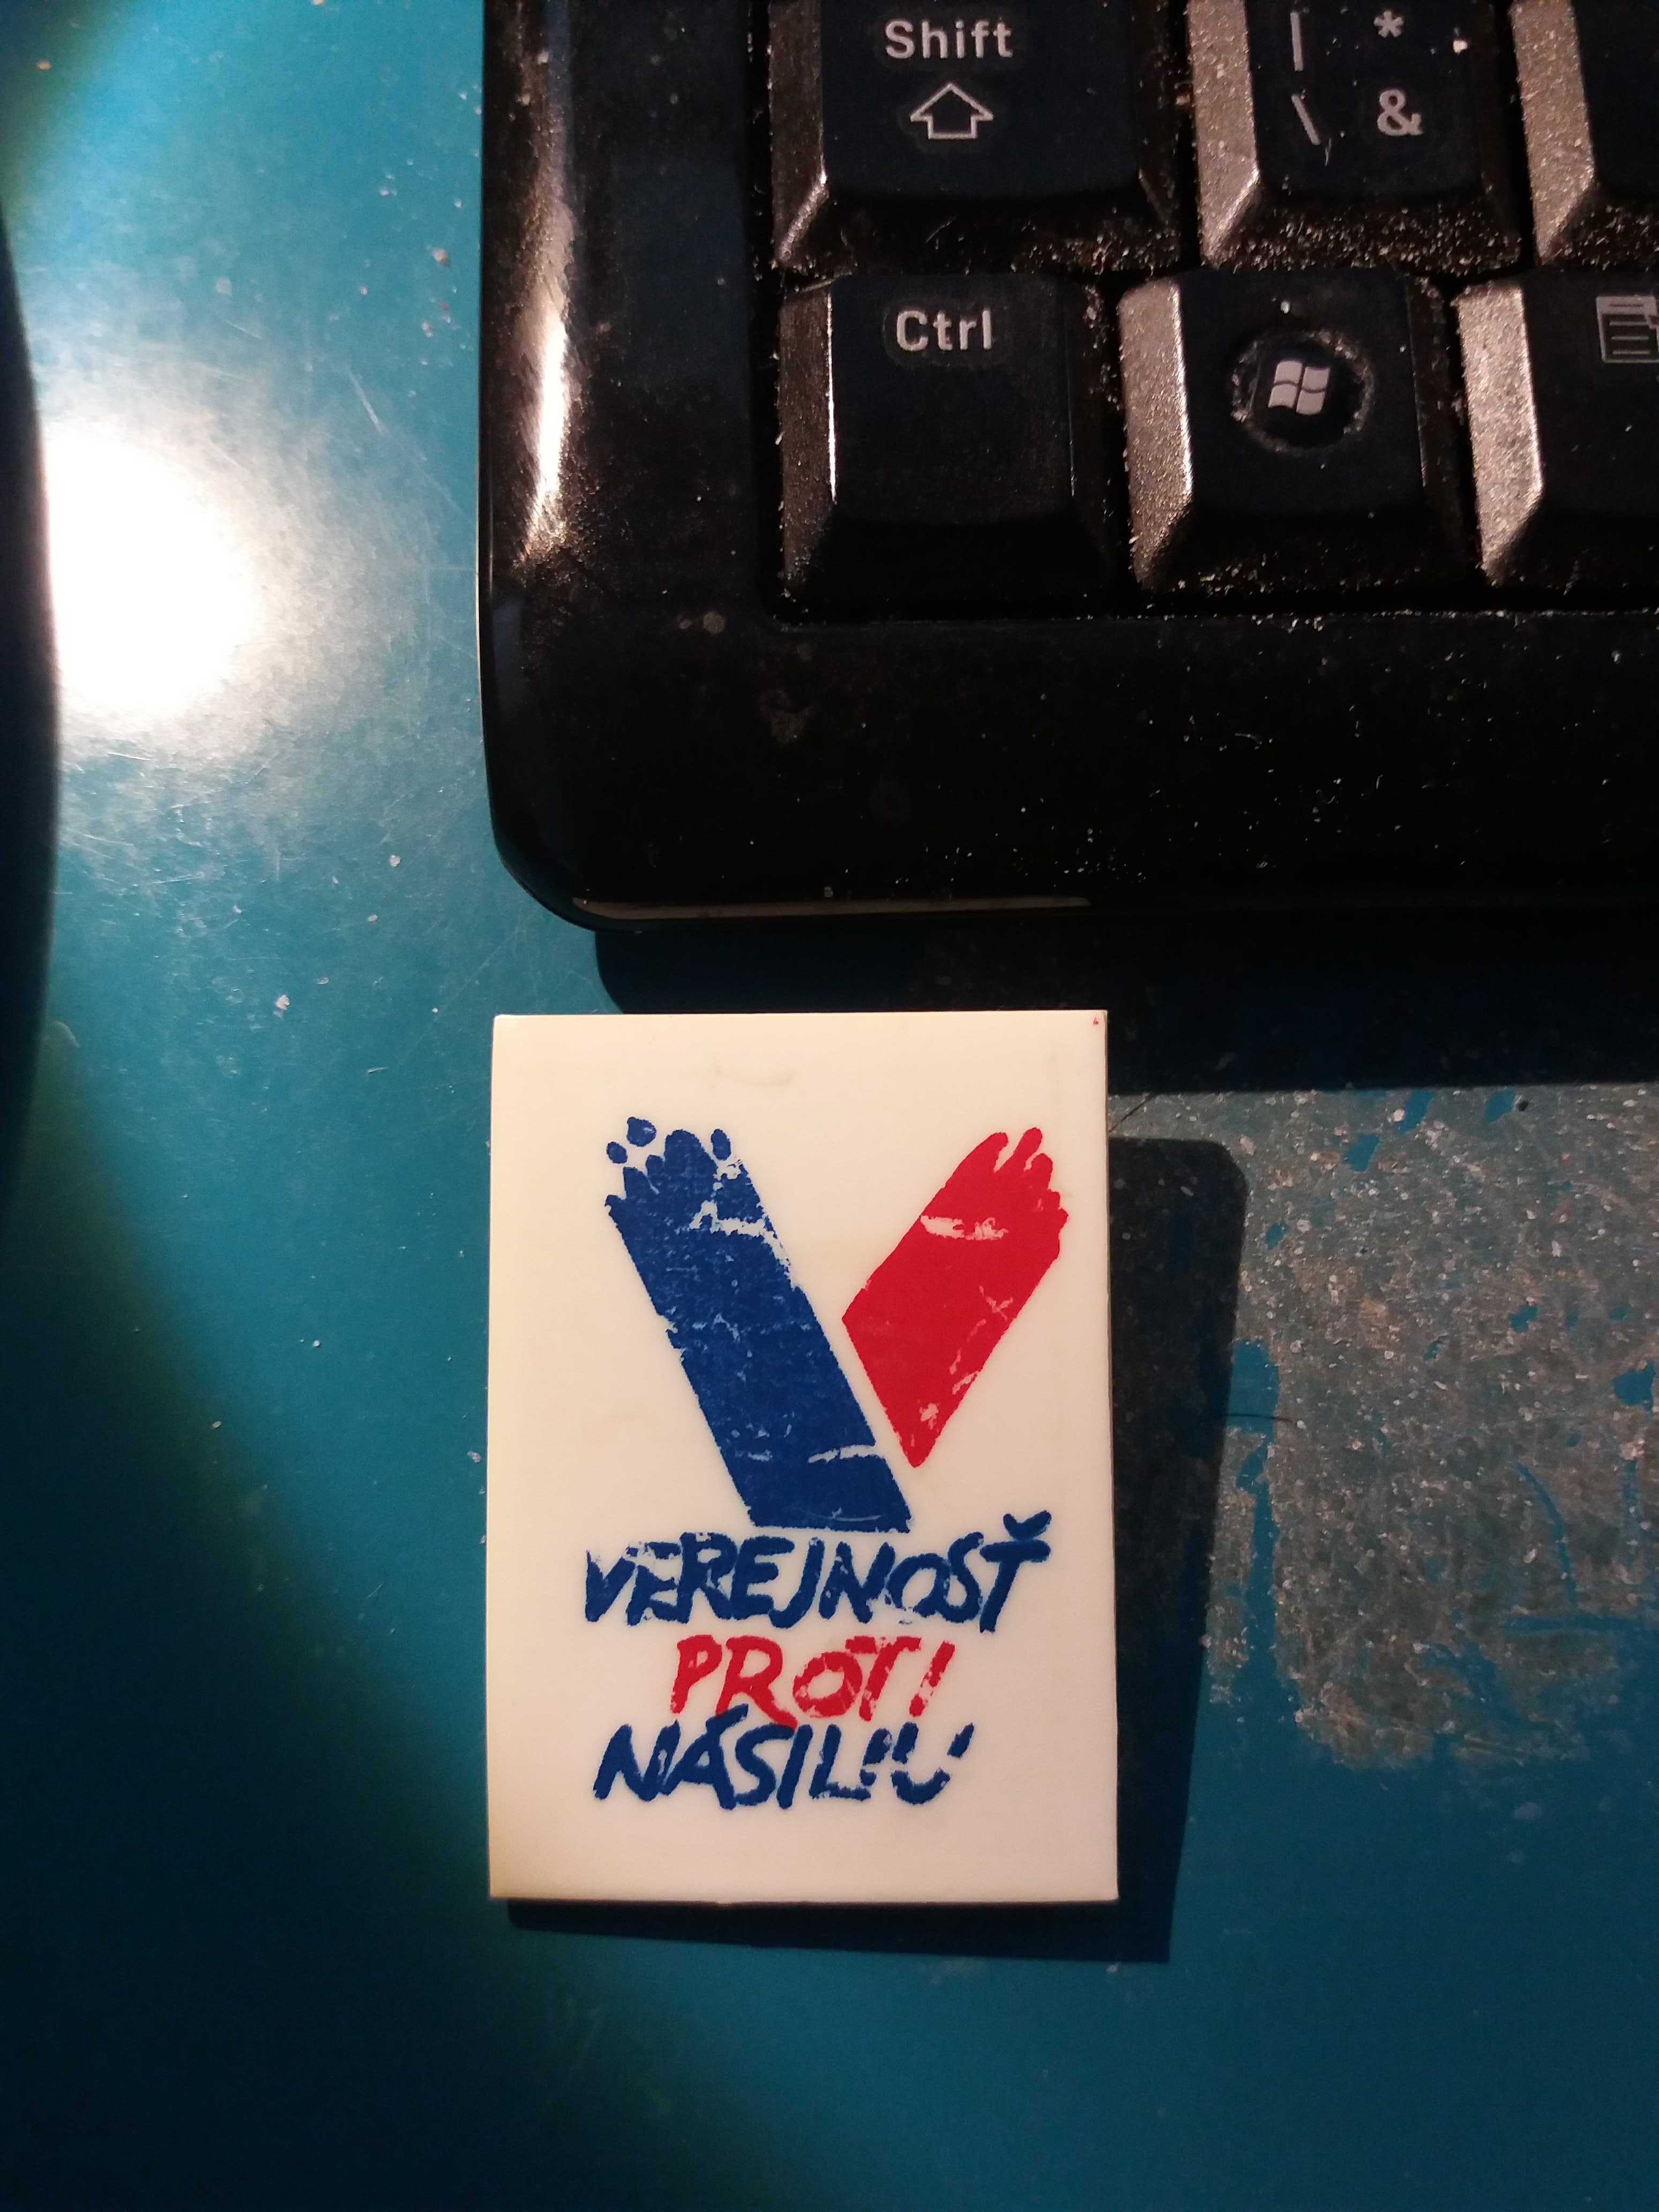 Shift
| *
\ &
Ctrl
VEREJNOSŤ
PROTI
NÁSILIU